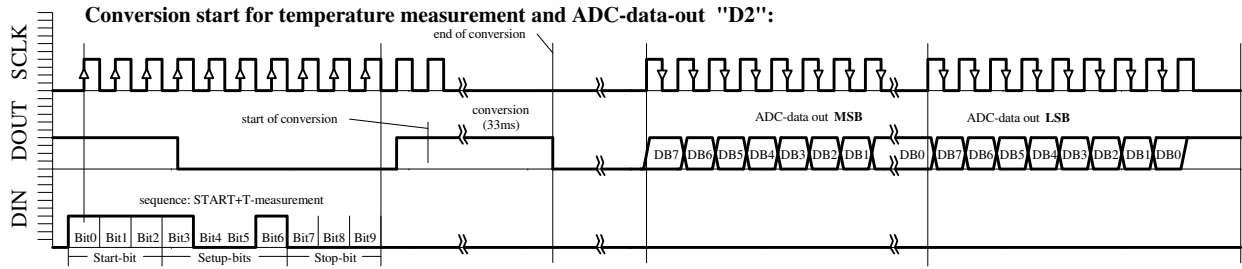 Conversion start for temperature measurement and ADC-data-out "D2":
end of conversion
SCLK
DOUT
start of conversion
conversion
(33ms)
ADC-data out MSB
ADC-data out LSB
DB7 DB6 DB5 DB4 DB3 DB2 DB1 DB0 DB7 DB6 DB5 DB4 DB3 DB2 DB1 DB0
DIN
sequence: START+T-measurement
Bit0 Bit1 Bit2 Bit3 Bit4 Bit5 Bit6 Bit7 Bit8 Bit9
Start-bit Setup-bits Stop-bit